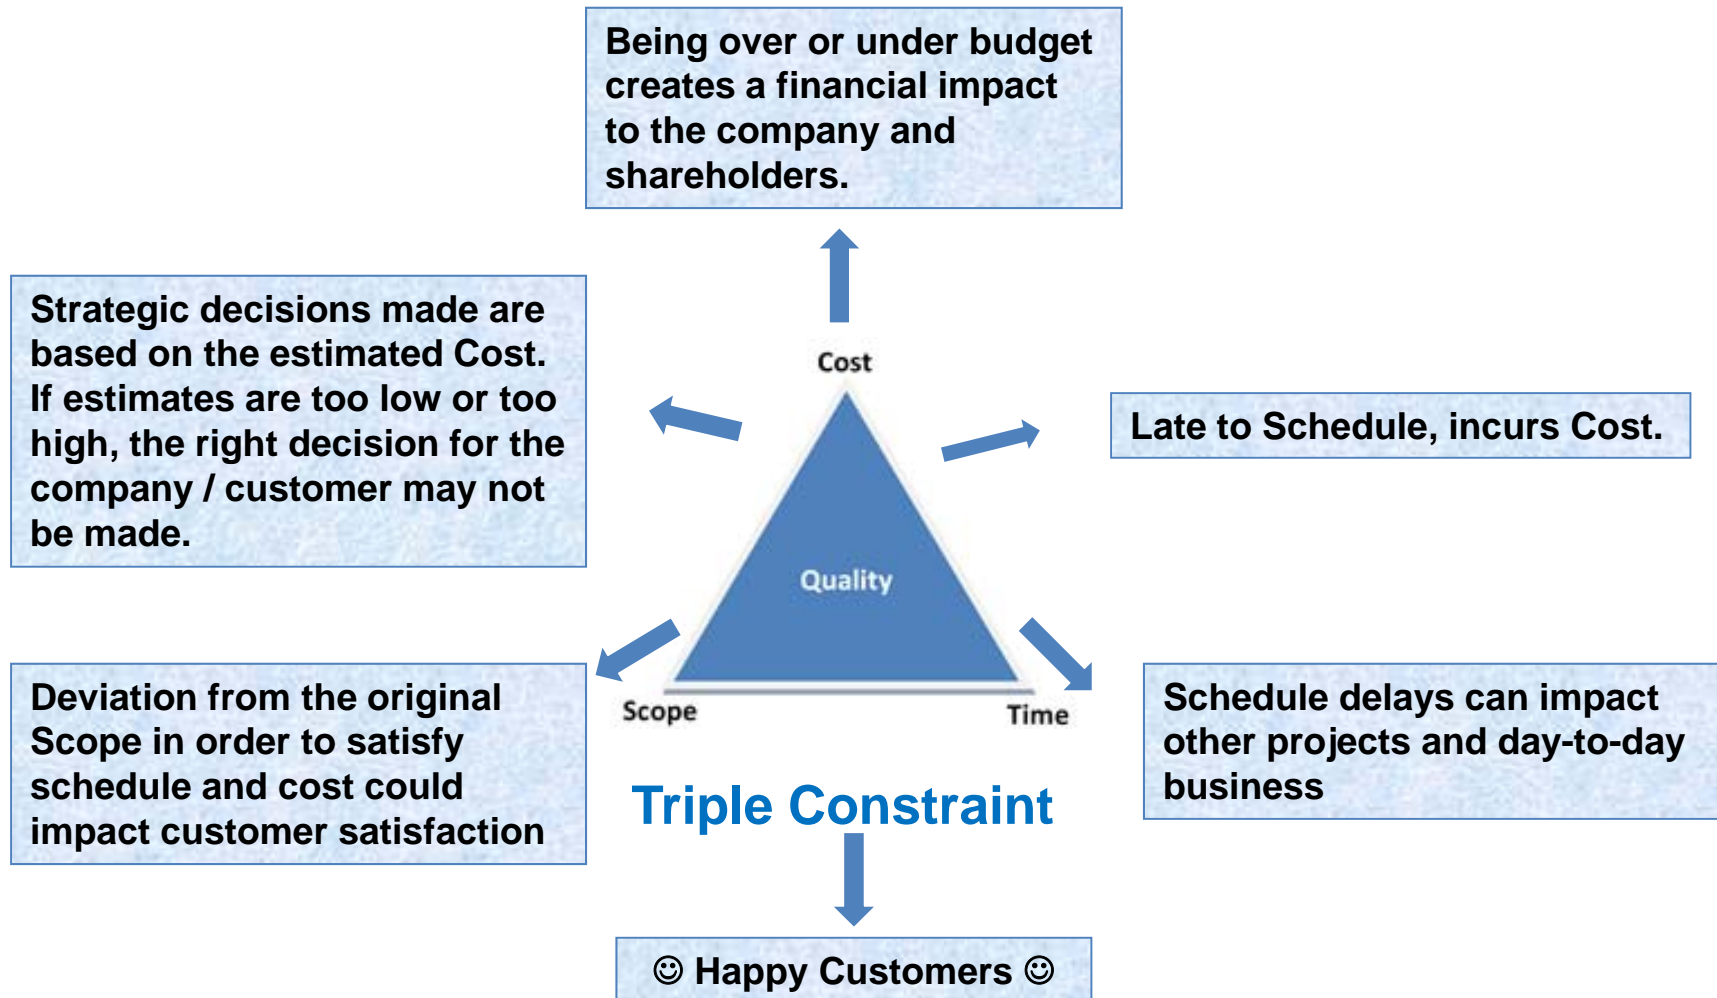 Being over or under budget
creates a financial impact
to the company and
shareholders.
Strategic decisions made are
based on the estimated Cost.
If estimates are too low or too
high, the right decision for the
company / customer may not
be made.
Cost
Late to Schedule, incurs Cost.
Quality
Deviation from the original
Scope in order to satisfy
schedule and cost could
impact customer satisfaction
Scope
Time
Schedule delays can impact
other projects and day-to-day
business
Triple Constraint
☺ Happy Customers ☺